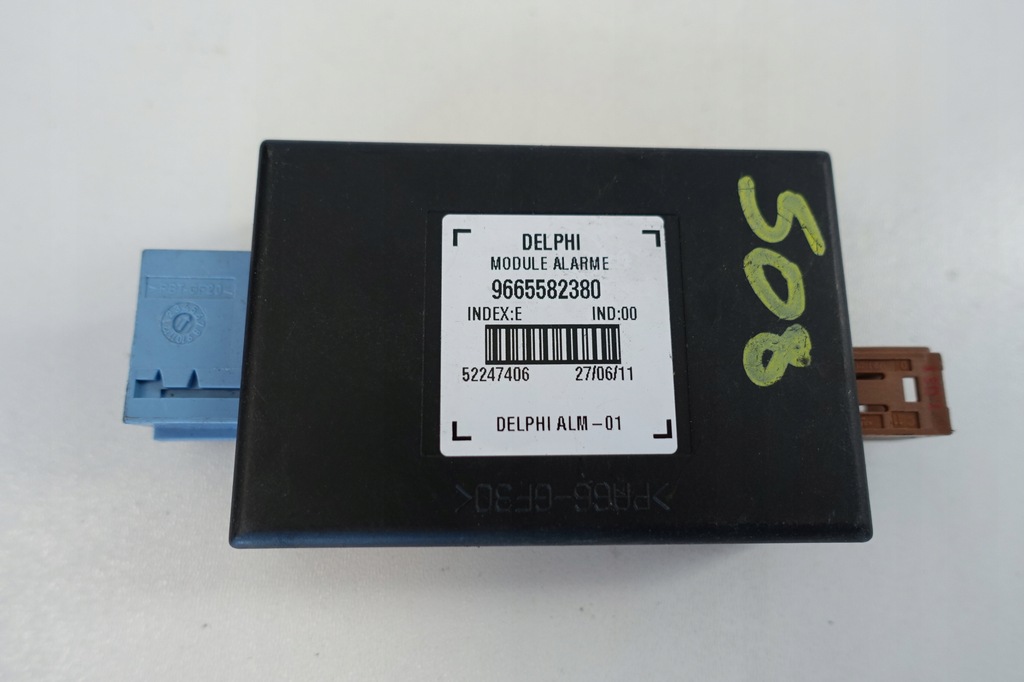 DELPHI
MODULE ALARME
9665582380
INDEX:E IND:00
52247406 27/06/11
DELPHI ALM-01
508
>PA66-GF30<